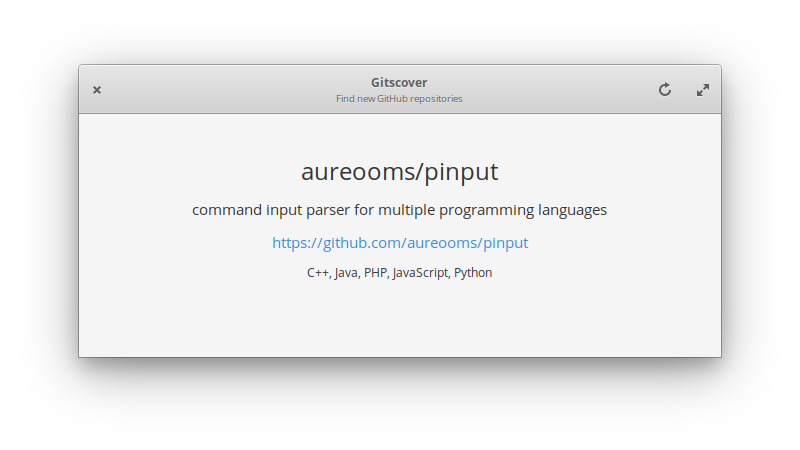 Gitscover
Find new GitHub repositories
aureooms/pinput
command input parser for multiple programming languages
https://github.com/aureooms/pinput
C++, Java, PHP, JavaScript, Python